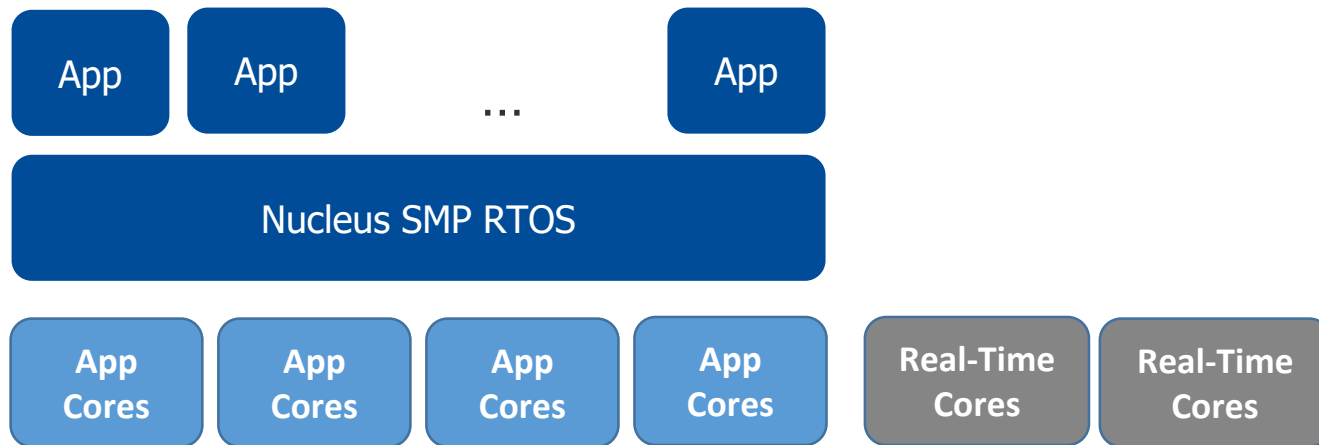 App
App
...
App
Nucleus SMP RTOS
App
Cores
App
Cores
App
Cores
App
Cores
Real-Time
Cores
Real-Time
Cores